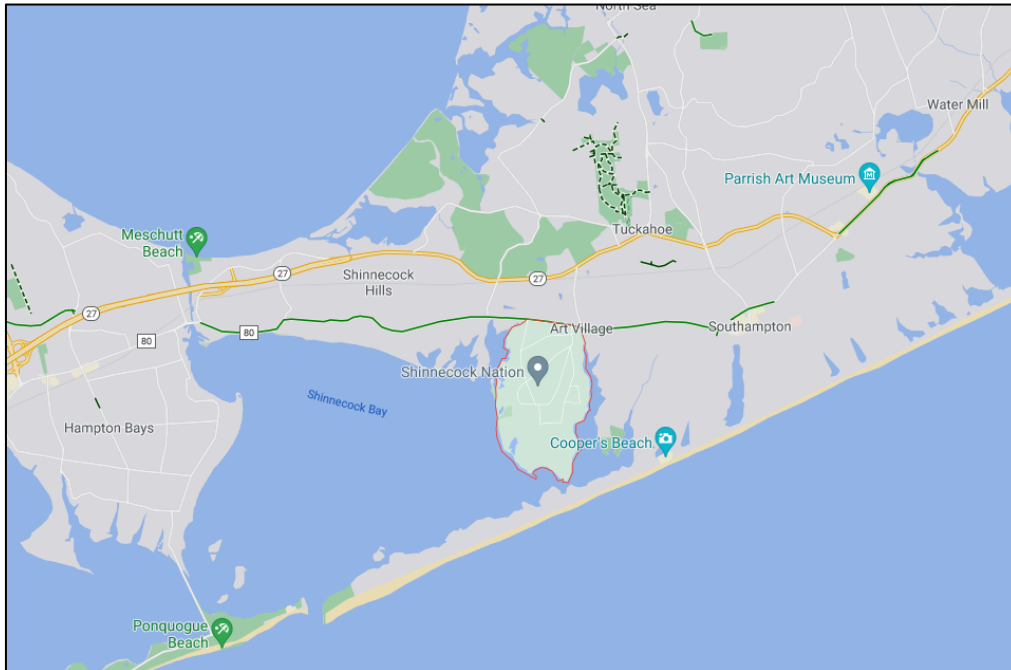 North Sea
Water Mill
Parrish Art Museum
Tuckahoe
Meschutt
Beach
27
Shinnecock
Hills
27
27
80
80
Art Village
Southampton
Shinnecock Nation
Shinnecock Bay
Hampton Bays
Cooper's Beach
Ponquogue
Beach